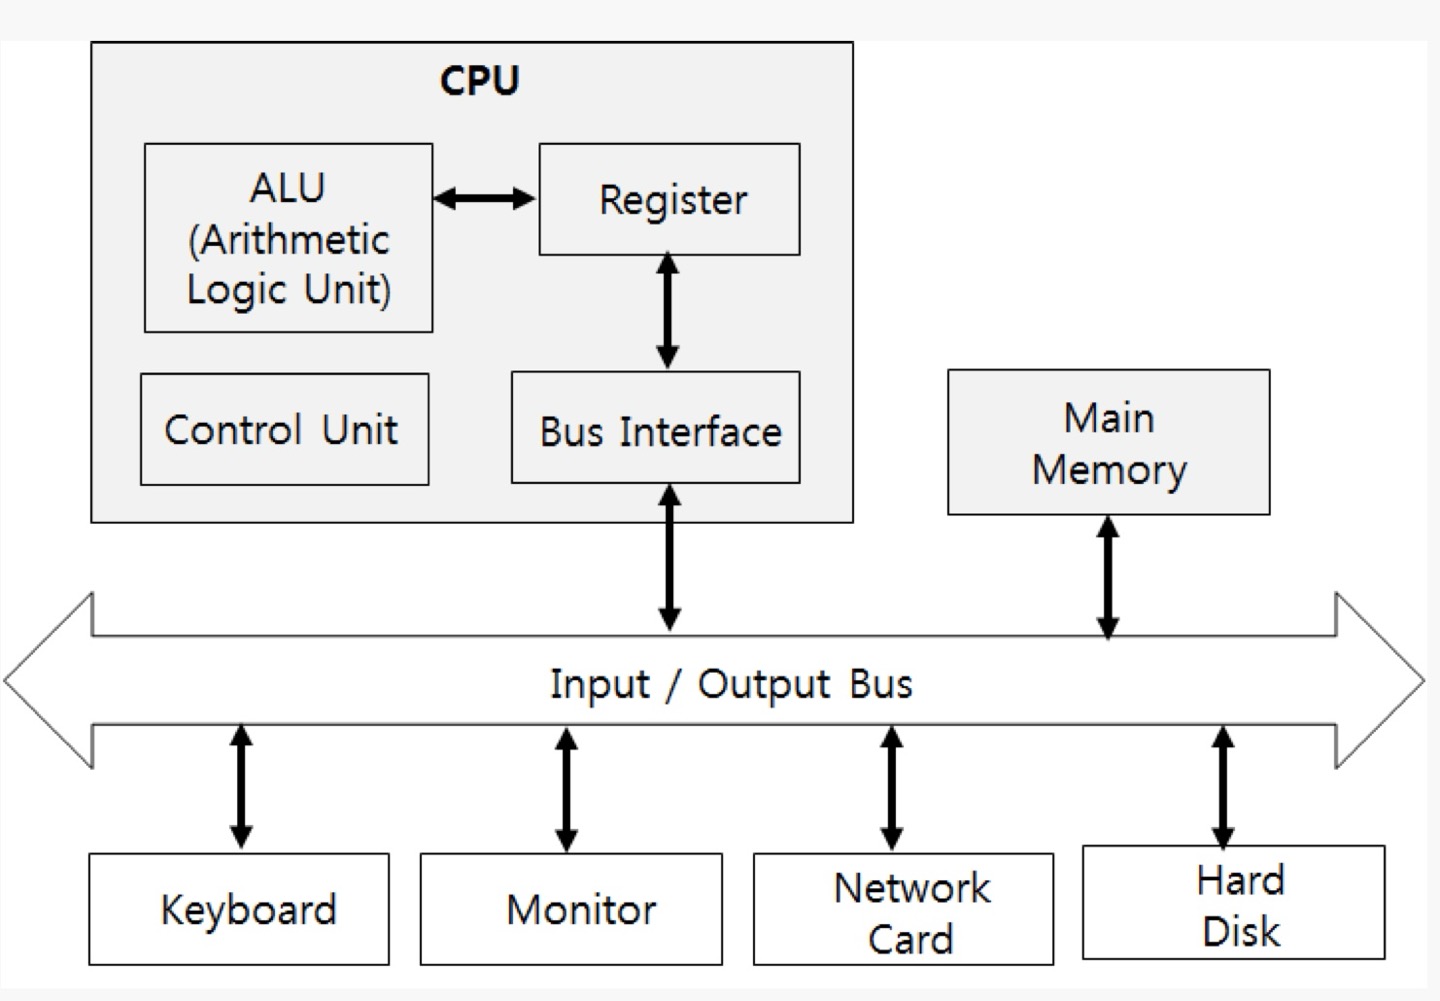 CPU
ALU
(Arithmetic
Logic Unit)
Register
Control Unit
Bus Interface
Main
Memory
Input / Output Bus
Keyboard
Monitor
Network
Card
Hard
Disk